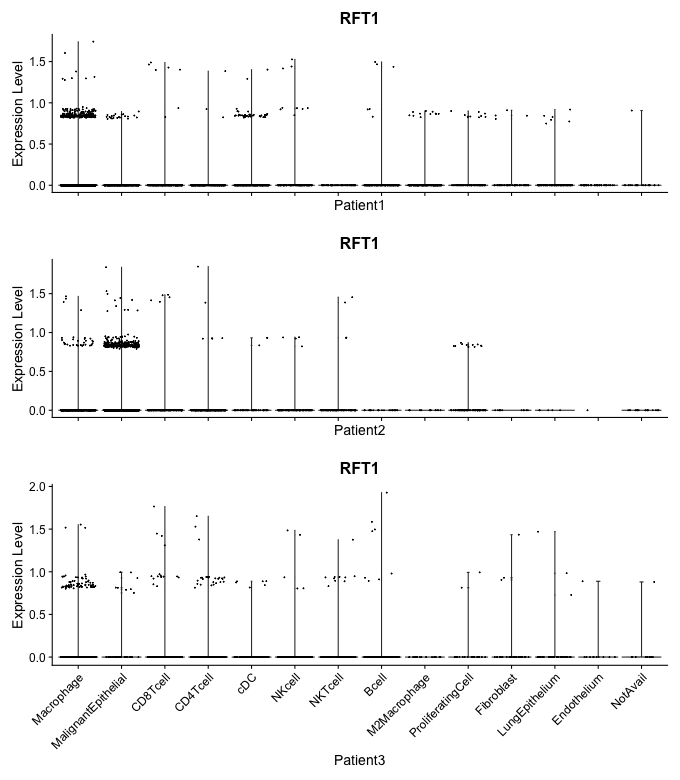 RFT1
Expression Level
1.5
1.0
0.5
0.0
Patient1
RFT1
Expression Level
1.5
1.0
0.5
0.0
Patient2
RFT1
Expression Level
2.0
1.5
1.0
0.5
0.0
Macrophage
MalignantEpithelial
CD8Tcell
CD4Tcell
cDC
NKcell
NKTcell
Bcell
M2Macrophage
ProliferatingCell
Fibroblast
LungEpithelium
Endothelium
NotAvail
Patient3